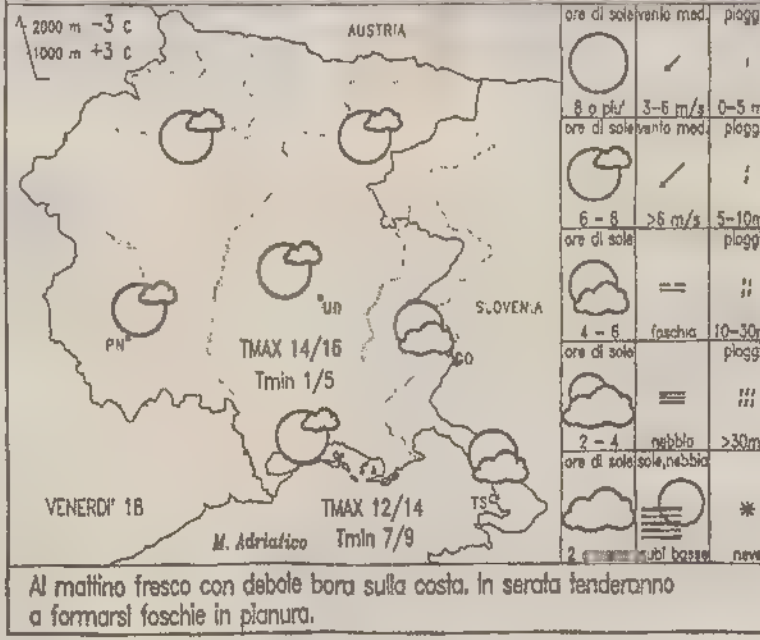 2000 m -3 c
1000 m +3 c
AUSTRIA
SLOVENIA
UD
PN
GO
TS
TMAX 14/16
Tmin 1/5
VENERDI' 18
M. Adriatico
TMAX 12/14
Tmin 7/9
ore di sole vento med. piogg
8 o piu' 3-6 m/s 0-5 m
ore di sole vento med. piogg
6 - 8 >6 m/s 5-10m
ore di sole piogg
4 - 6 foschia 10-30m
ore di sole piogg
2 - 4 nebbia >30m
ore di sole sole,nebbia
2 nubi basse neve
Al mattino fresco con debole bora sulla costa. In serata tenderanno
a formarsi foschie in pianura.